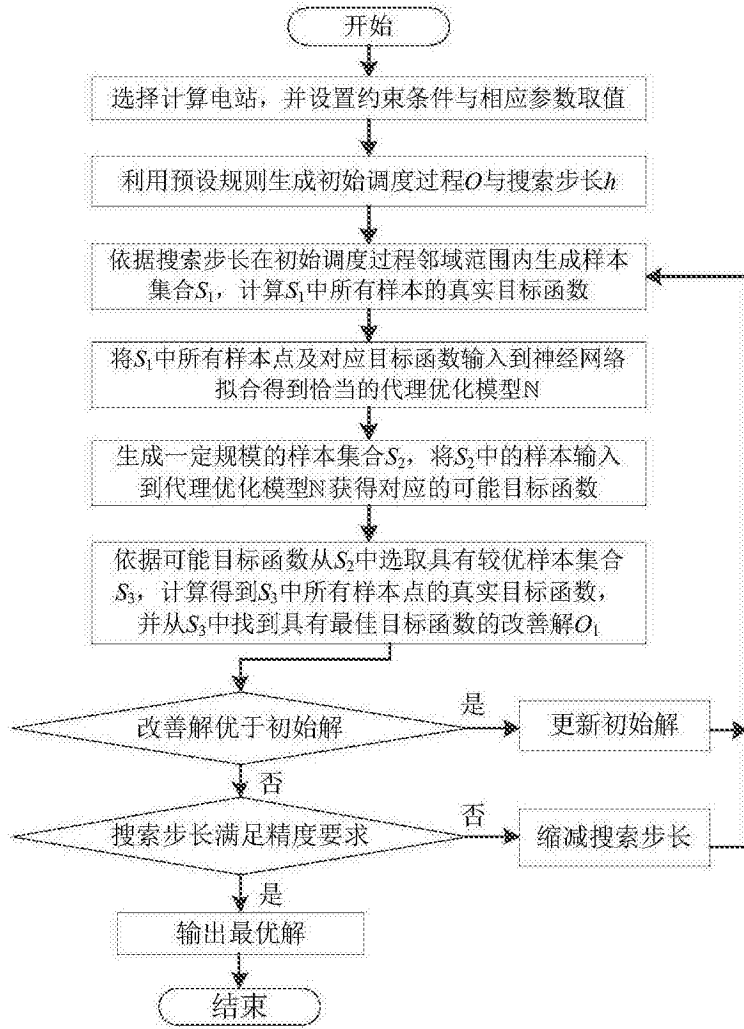 开始
选择计算电站，并设置约束条件与相应参数取值
利用预设规则生成初始调度过程O与搜索步长h
依据搜索步长在初始调度过程邻域范围内生成样本
集合S₁，计算S₁中所有样本的真实目标函数
将S₁中所有样本点及对应目标函数输入到神经网络
拟合得到恰当的代理优化模型ℕ
生成一定规模的样本集合S₂，将S₂中的样本输入
到代理优化模型ℕ获得对应的可能目标函数
依据可能目标函数从S₂中选取具有较优样本集合
S₃，计算得到S₃中所有样本点的真实目标函数，
并从S₃中找到具有最佳目标函数的改善解O₁
改善解优于初始解
是
更新初始解
否
搜索步长满足精度要求
否
缩减搜索步长
是
输出最优解
结束